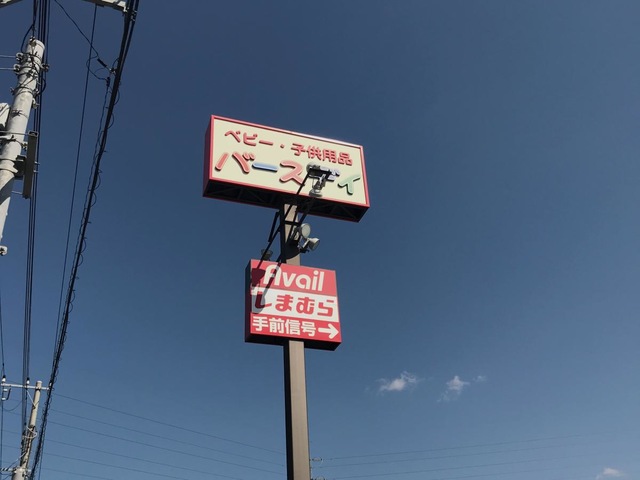 ベビー・子供用品
バースデイ
Avail
しまむら
手前信号→